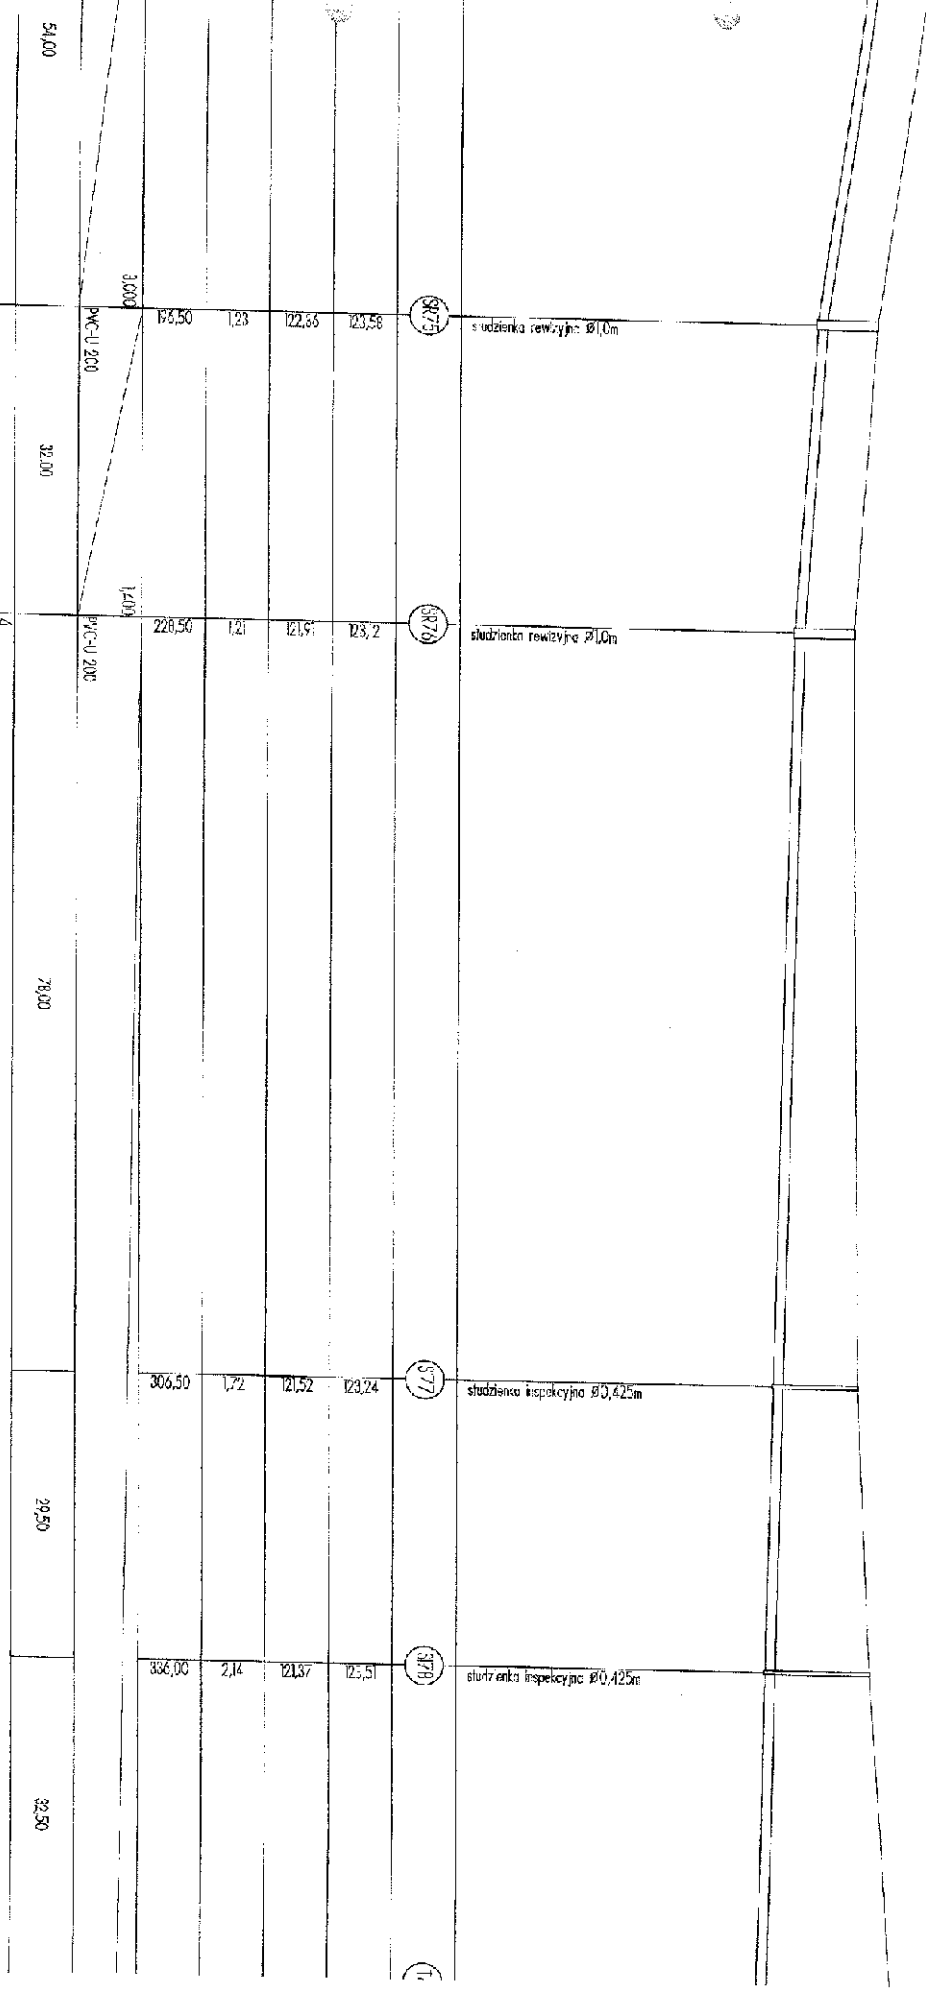 54,00
3,000
PVC-U 200
196,50 1,23 122,36 123,58 SR75 studzienka rewizyjna Ø1,0m
32,00
1,400
PVC-U 200
4
228,50 1,21 121,91 123, 2 SR76 studzienka rewizyjna Ø1,0m
78,00
306,50 1,72 121,52 123,24 studzienka inspekcyjna Ø0,425m
29,50
336,00 2,14 121,37 123,51 studzienka inspekcyjna Ø0,425m
32,50